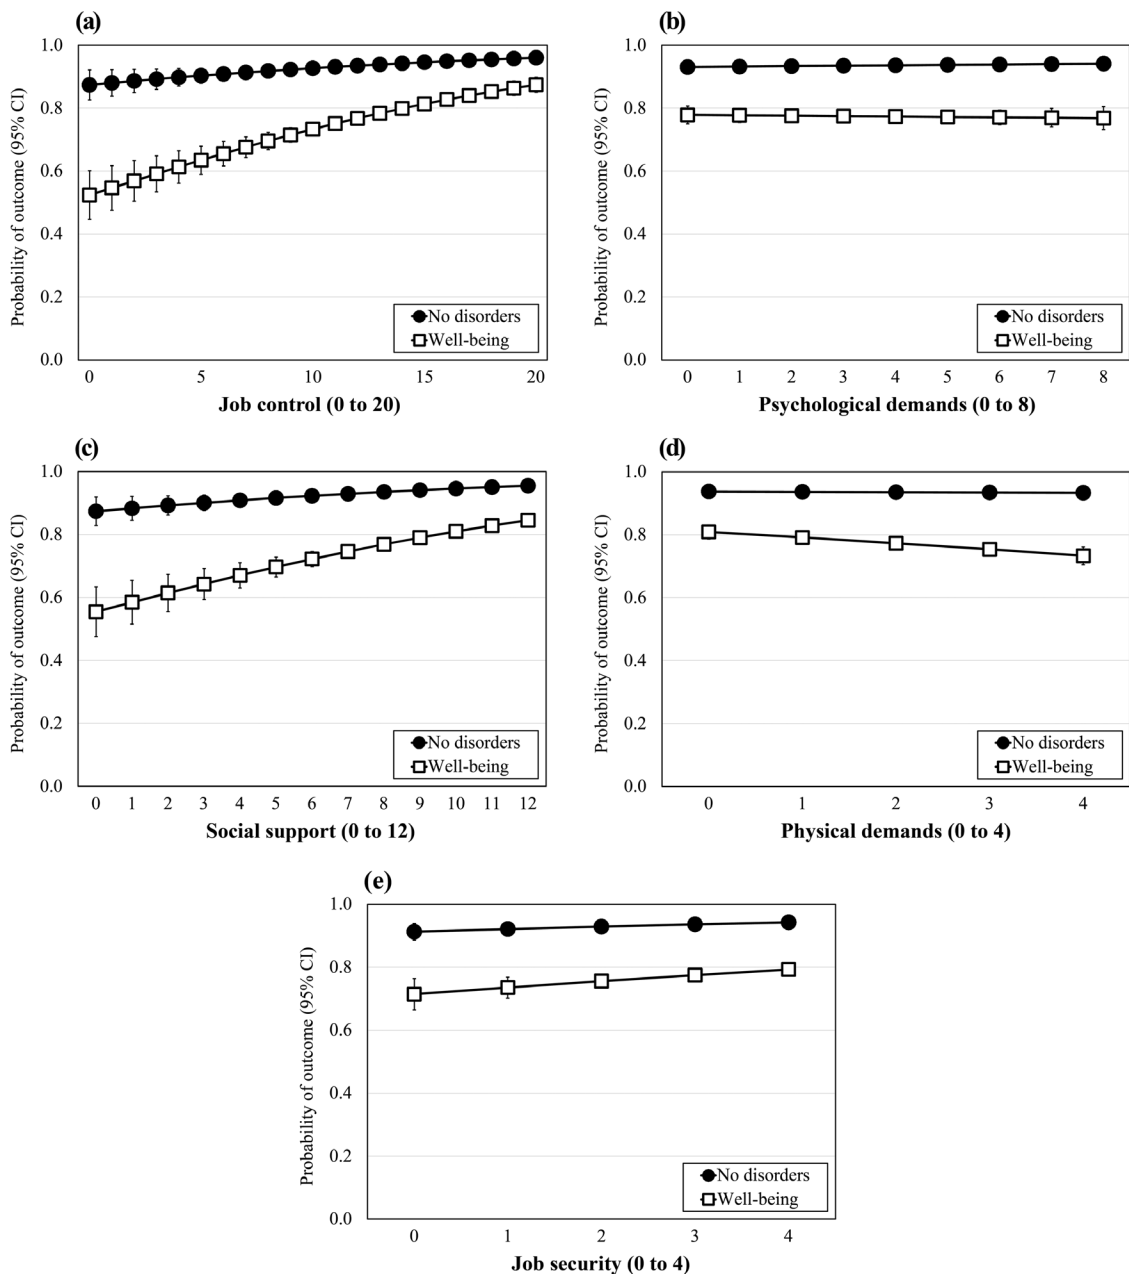 (a)
Probability of outcome (95% CI)
1.0
0.8
0.6
0.4
0.2
0.0
No disorders
Well-being
0 5 10 15 20
Job control (0 to 20)
(b)
Probability of outcome (95% CI)
1.0
0.8
0.6
0.4
0.2
0.0
No disorders
Well-being
0 1 2 3 4 5 6 7 8
Psychological demands (0 to 8)
(c)
Probability of outcome (95% CI)
1.0
0.8
0.6
0.4
0.2
0.0
No disorders
Well-being
0 1 2 3 4 5 6 7 8 9 10 11 12
Social support (0 to 12)
(d)
Probability of outcome (95% CI)
1.0
0.8
0.6
0.4
0.2
0.0
No disorders
Well-being
0 1 2 3 4
Physical demands (0 to 4)
(e)
Probability of outcome (95% CI)
1.0
0.8
0.6
0.4
0.2
0.0
No disorders
Well-being
0 1 2 3 4
Job security (0 to 4)